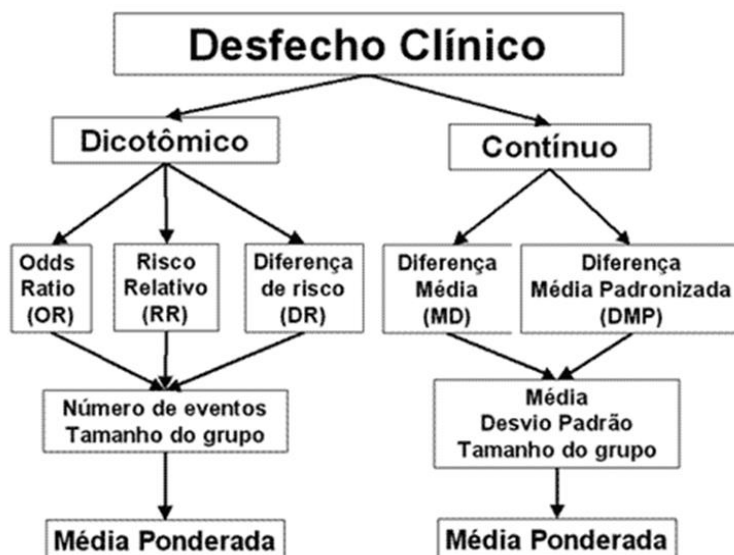 Desfecho Clínico
Dicotômico
Contínuo
Odds
Ratio
(OR)
Risco
Relativo
(RR)
Diferença
de risco
(DR)
Diferença
Média
(MD)
Diferença
Média Padronizada
(DMP)
Número de eventos
Tamanho do grupo
Média
Desvio Padrão
Tamanho do grupo
Média Ponderada
Média Ponderada